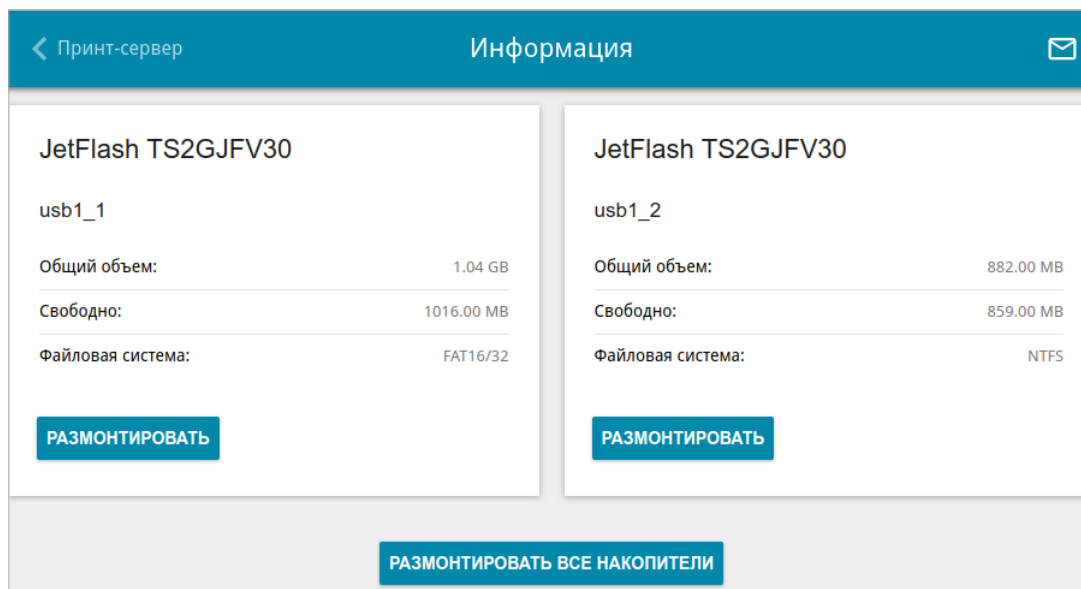 Принт-сервер
Информация
JetFlash TS2GJFV30
usb1_1
Общий объем: 1.04 GB
Свободно: 1016.00 MB
Файловая система: FAT16/32
РАЗМОНТИРОВАТЬ
JetFlash TS2GJFV30
usb1_2
Общий объем: 882.00 MB
Свободно: 859.00 MB
Файловая система: NTFS
РАЗМОНТИРОВАТЬ
РАЗМОНТИРОВАТЬ ВСЕ НАКОПИТЕЛИ